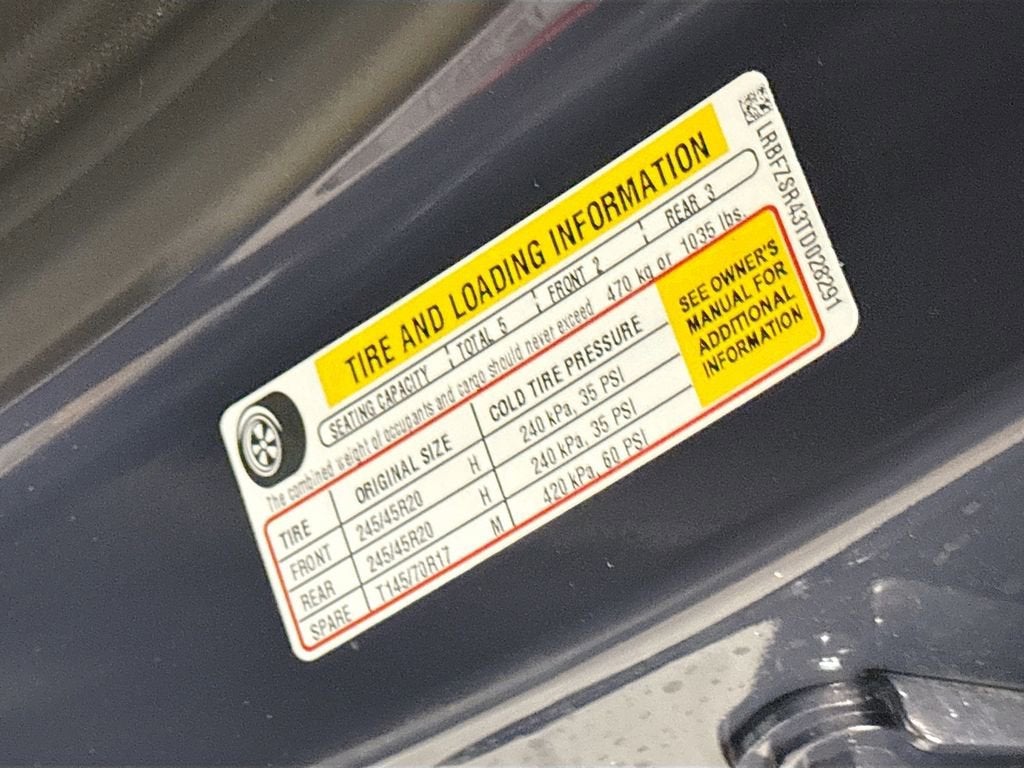 TIRE AND LOADING INFORMATION
SEATING CAPACITY TOTAL 5 FRONT 2 REAR 3
The combined weight of occupants and cargo should never exceed 470 kg or 1035 lbs.
TIRE ORIGINAL SIZE COLD TIRE PRESSURE
FRONT 245/45R20 H 240 kPa, 35 PSI
REAR 245/45R20 H 240 kPa, 35 PSI
SPARE T145/70R17 M 420 kPa, 60 PSI
SEE OWNER'S
MANUAL FOR
ADDITIONAL
INFORMATION
LRBFZSR43TD028291